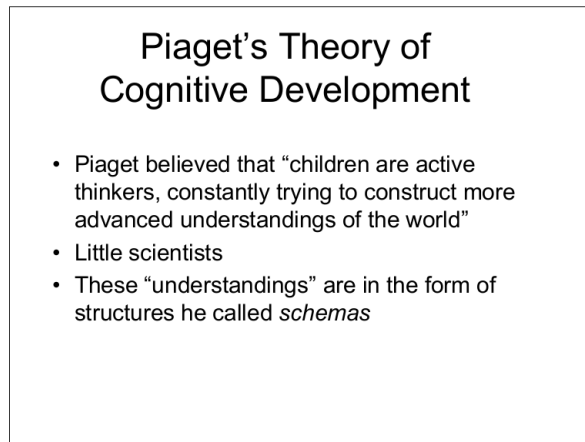 Piaget’s Theory of
Cognitive Development
• Piaget believed that “children are active
thinkers, constantly trying to construct more
advanced understandings of the world”
• Little scientists
• These “understandings” are in the form of
structures he called schemas